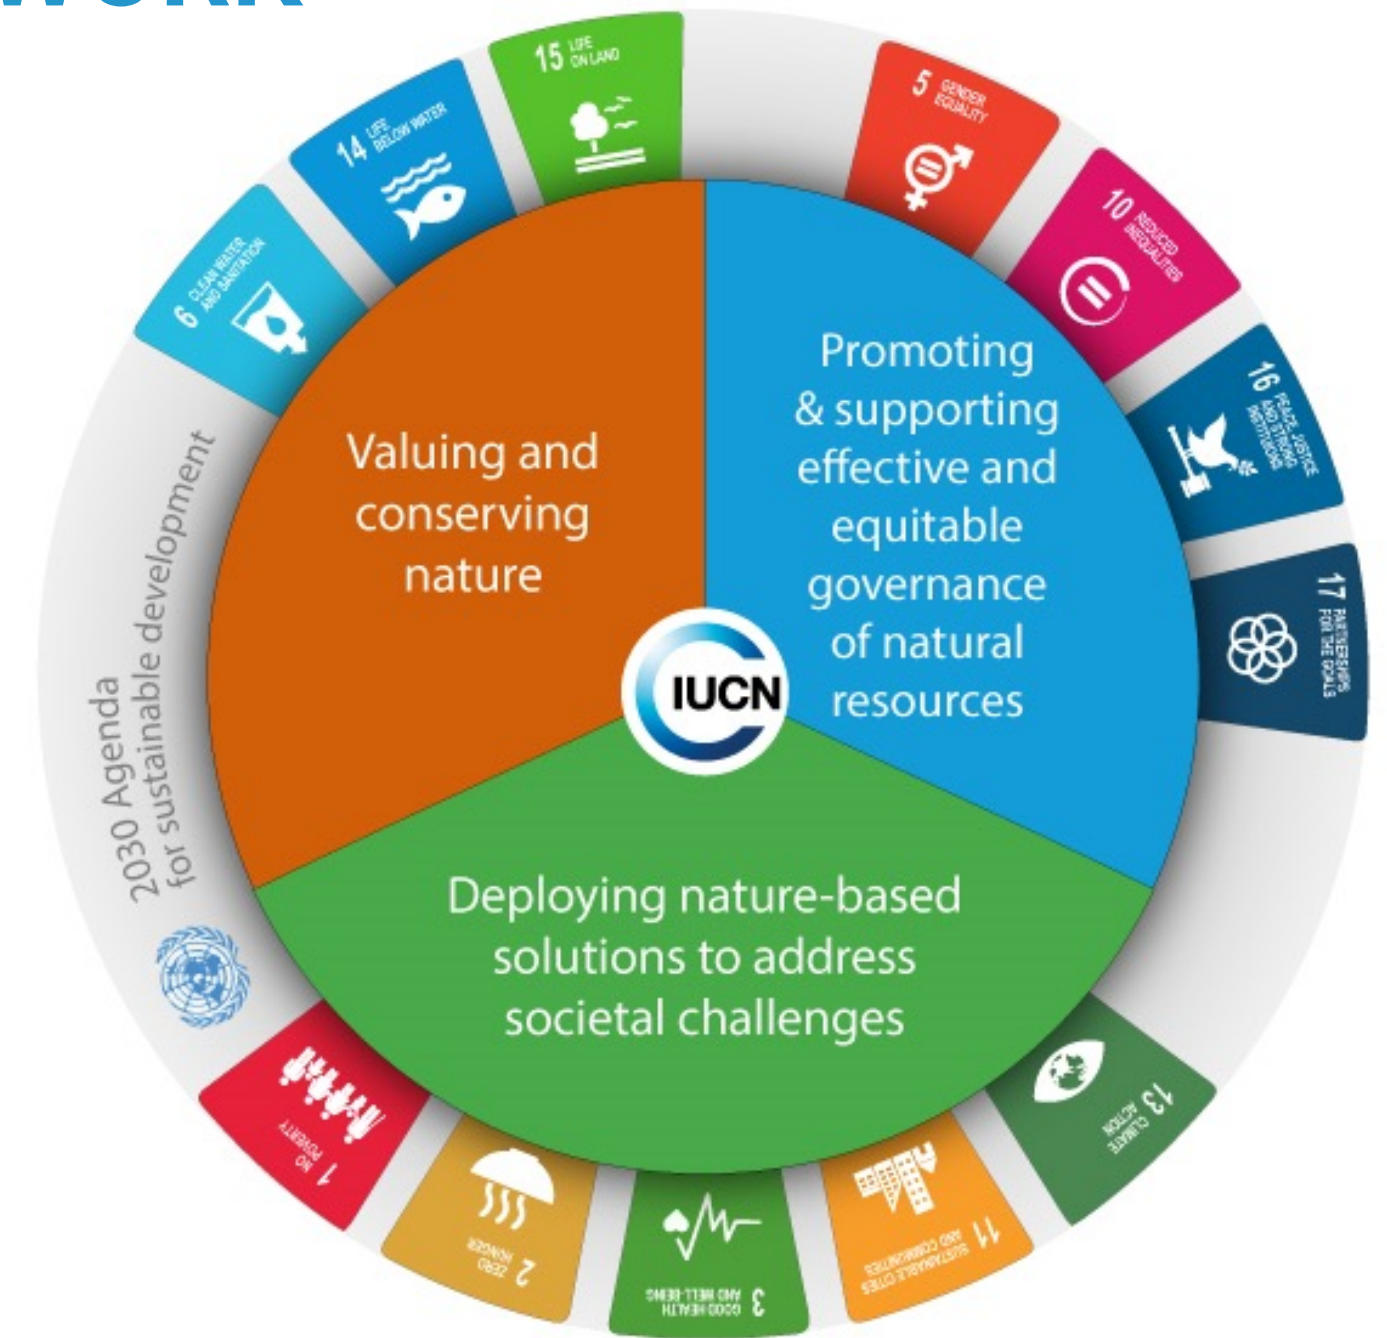 WORK
15 LIFE
ON LAND
14 LIFE
BELOW WATER
6 CLEAN WATER
AND SANITATION
5 GENDER
EQUALITY
10 REDUCED
INEQUALITIES
16 PEACE, JUSTICE
AND STRONG
INSTITUTIONS
17 PARTNERSHIPS
FOR THE GOALS
Valuing and
conserving
nature
Promoting
& supporting
effective and
equitable
governance
of natural
resources
IUCN
Deploying nature-based
solutions to address
societal challenges
2030 Agenda
for sustainable development
1 NO
POVERTY
2 ZERO
HUNGER
3 GOOD HEALTH
AND WELL-BEING
11 SUSTAINABLE CITIES
AND COMMUNITIES
13 CLIMATE
ACTION